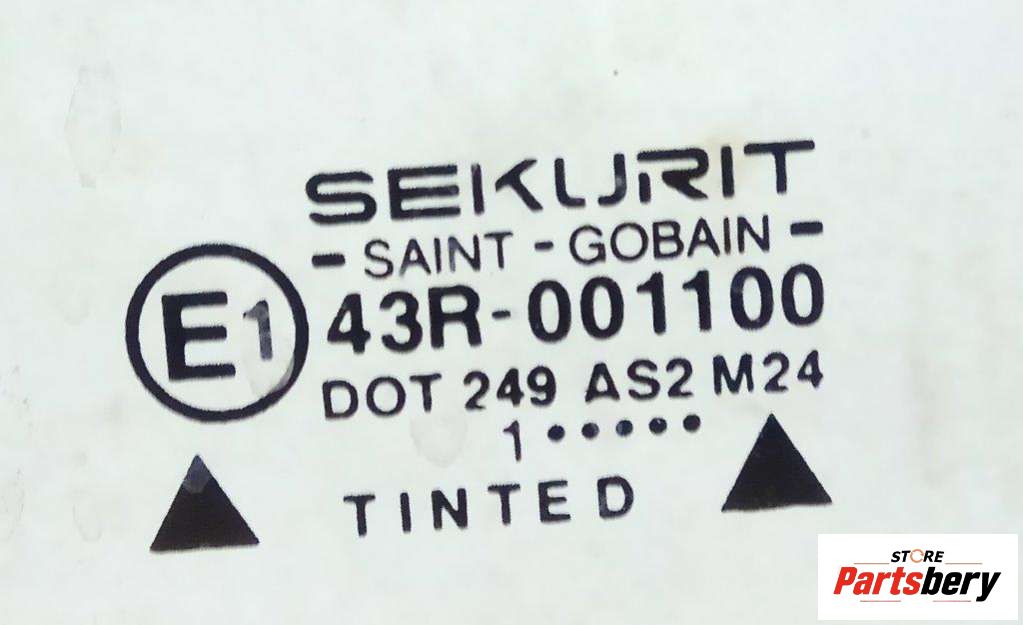 SEKURIT
- SAINT - GOBAIN -
E1
43R-001100
DOT 249 AS2 M24
1•••••
TINTED
STORE
Partsbery